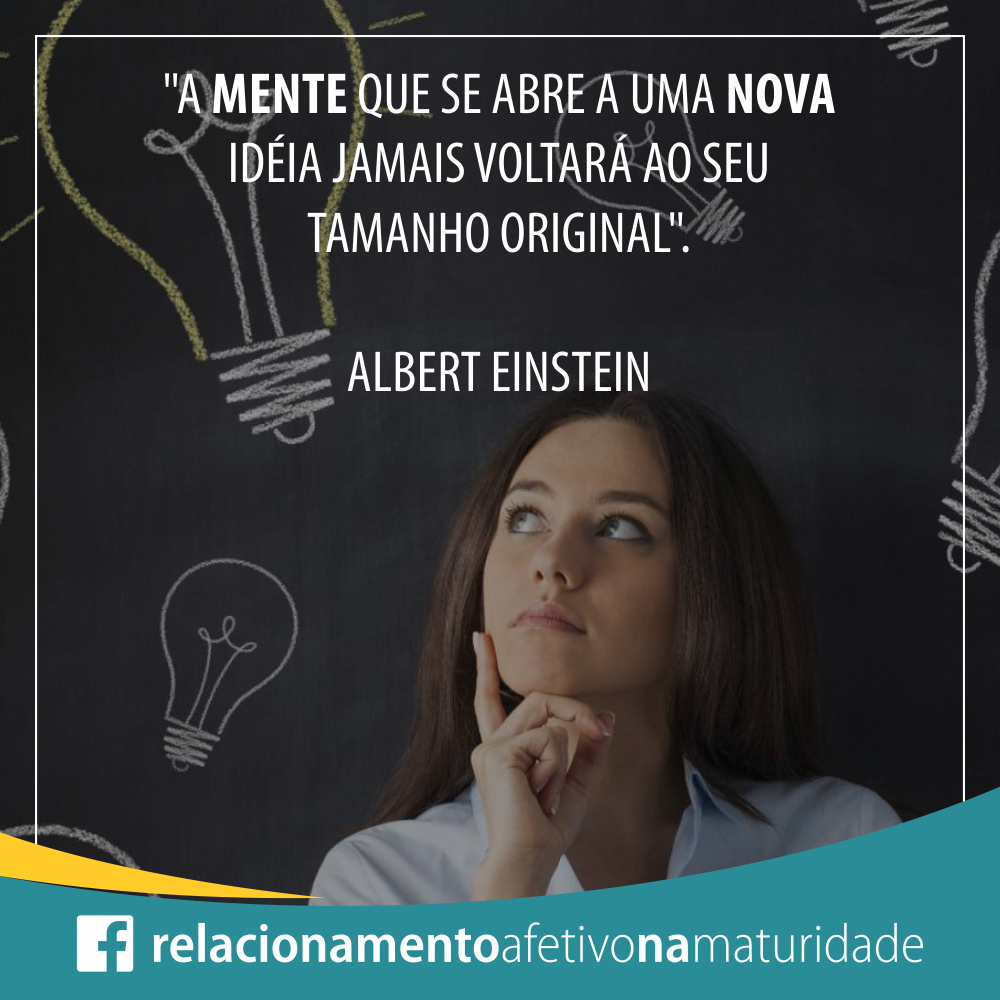 "A MENTE QUE SE ABRE A UMA NOVA
IDÉIA JAMAIS VOLTARÁ AO SEU
TAMANHO ORIGINAL".
ALBERT EINSTEIN
relacionamentoafetivonamaturidade